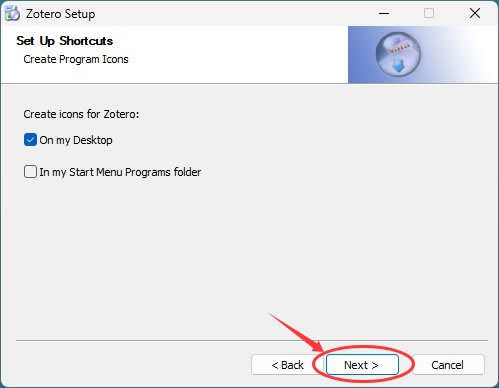 Zotero Setup
Set Up Shortcuts
Create Program Icons
Create icons for Zotero:
On my Desktop
In my Start Menu Programs folder
< Back
Next >
Cancel